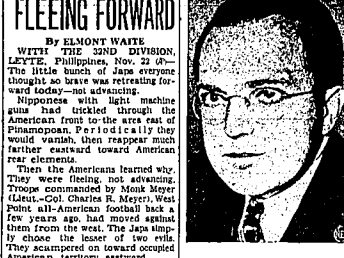 FLEEING FORWARD
By ELMONT WAITE
WITH THE 32ND DIVISION,
LEYTE, Philippines, Nov. 22 (AP)—
The little bunch of Japs everyone
thought so brave was retreating for-
ward today—not advancing.
Nipponese with light machine
guns had trickled through the
American front to the area east of
Pinamopoan. Periodically they
would vanish, then reappear much
farther eastward toward American
rear elements.
Then the Americans learned why.
They were fleeing, not advancing.
Troops commanded by Monk Meyer
(Lieut.-Col. Charles R. Meyer), West
Point all-American football back a
few years ago, had moved against
them from the west. The Japs simp-
ly chose the lesser of two evils.
They scampered on toward occupied
American territory eastward